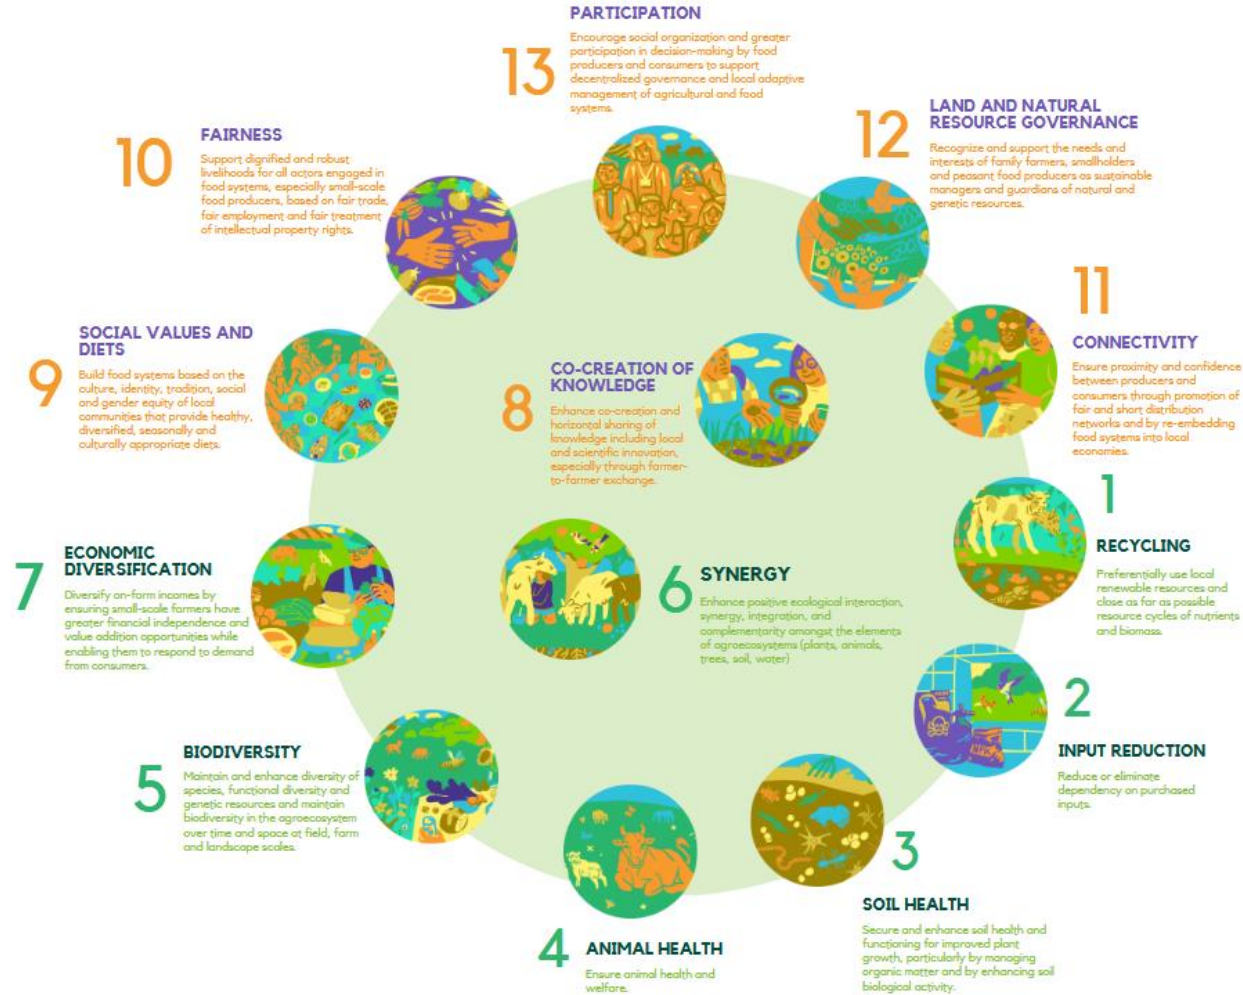 13
PARTICIPATION
Encourage social organization and greater
participation in decision-making by food
producers and consumers to support
decentralized governance and local adaptive
management of agricultural and food
systems.
12
LAND AND NATURAL
RESOURCE GOVERNANCE
Recognize and support the needs and
interests of family farmers, smallholders
and peasant food producers as sustainable
managers and guardians of natural and
genetic resources.
10
FAIRNESS
Support dignified and robust
livelihoods for all actors engaged in
food systems, especially small-scale
food producers, based on fair trade,
fair employment and fair treatment
of intellectual property rights.
11
CONNECTIVITY
Ensure proximity and confidence
between producers and
consumers through promotion of
fair and short distribution
networks and by re-embedding
food systems into local
economies.
9
SOCIAL VALUES AND
DIETS
Build food systems based on the
culture, identity, tradition, social
and gender equity of local
communities that provide healthy,
diversified, seasonally and
culturally appropriate diets.
8
CO-CREATION OF
KNOWLEDGE
Enhance co-creation and
horizontal sharing of
knowledge including local
and scientific innovation,
especially through farmer-
to-farmer exchange.
1
RECYCLING
Preferentially use local
renewable resources and
close as far as possible
resource cycles of nutrients
and biomass.
7
ECONOMIC
DIVERSIFICATION
Diversify on-farm incomes by
ensuring small-scale farmers have
greater financial independence and
value addition opportunities while
enabling them to respond to demand
from consumers.
6
SYNERGY
Enhance positive ecological interaction,
synergy, integration, and
complementarity amongst the elements
of agroecosystems (plants, animals,
trees, soil, water)
2
INPUT REDUCTION
Reduce or eliminate
dependency on purchased
inputs.
5
BIODIVERSITY
Maintain and enhance diversity of
species, functional diversity and
genetic resources and maintain
biodiversity in the agroecosystem
over time and space at field, farm
and landscape scales.
3
SOIL HEALTH
Secure and enhance soil health and
functioning for improved plant
growth, particularly by managing
organic matter and by enhancing soil
biological activity.
4
ANIMAL HEALTH
Ensure animal health and
welfare.